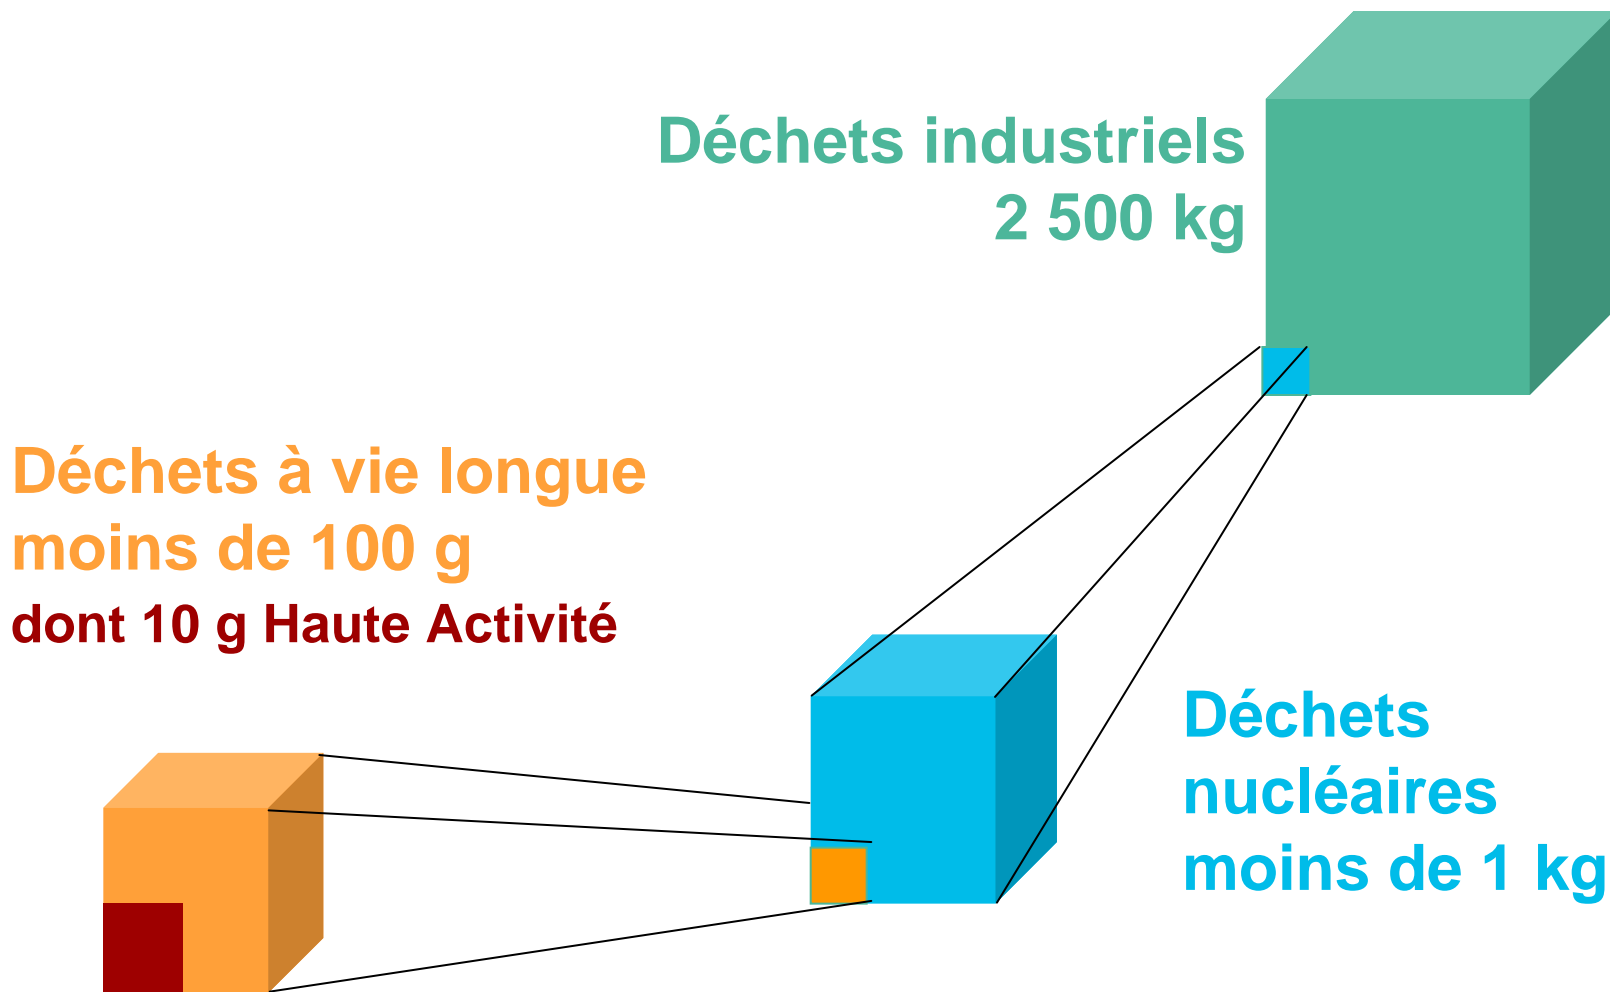 Déchets industriels
2 500 kg
Déchets à vie longue
moins de 100 g
dont 10 g Haute Activité
Déchets
nucléaires
moins de 1 kg